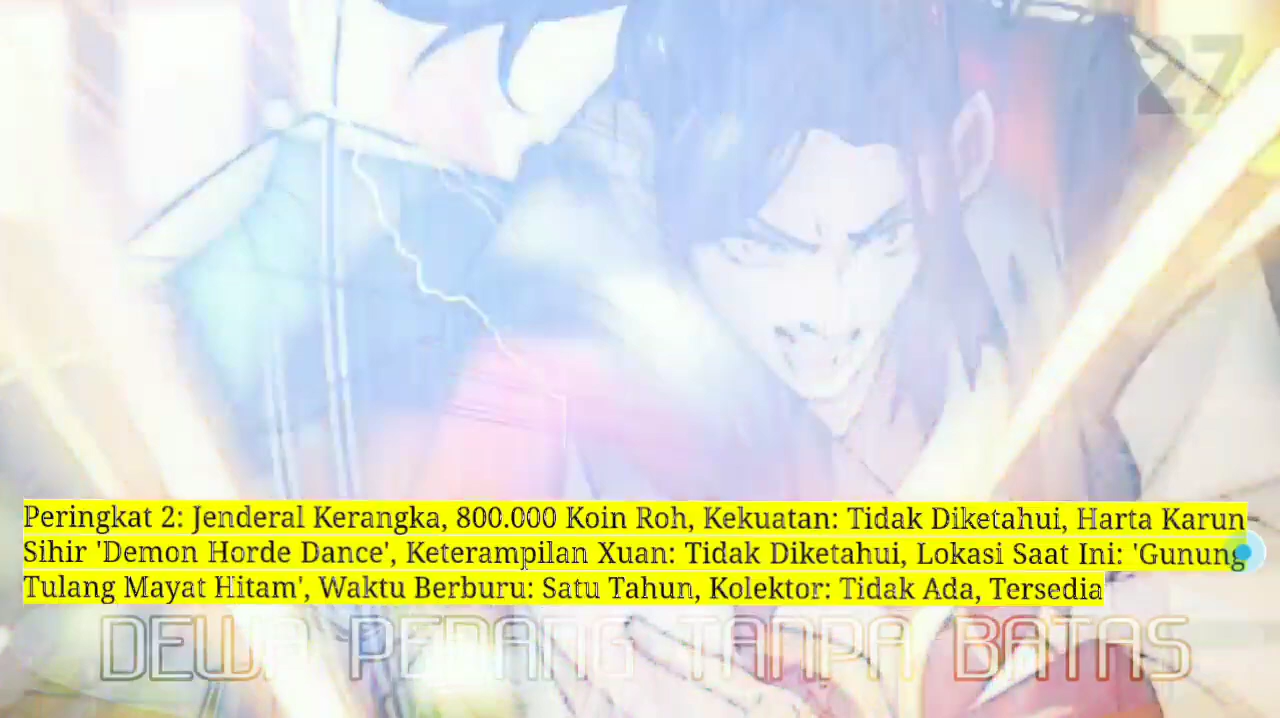 27
Peringkat 2: Jenderal Kerangka, 800.000 Koin Roh, Kekuatan: Tidak Diketahui, Harta Karun
Sihir 'Demon Horde Dance', Keterampilan Xuan: Tidak Diketahui, Lokasi Saat Ini: 'Gunung
Tulang Mayat Hitam', Waktu Berburu: Satu Tahun, Kolektor: Tidak Ada, Tersedia
DEWA PEDANG TANPA BATAS